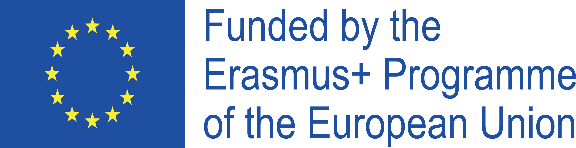 Funded by the
Erasmus+ Programme
of the European Union